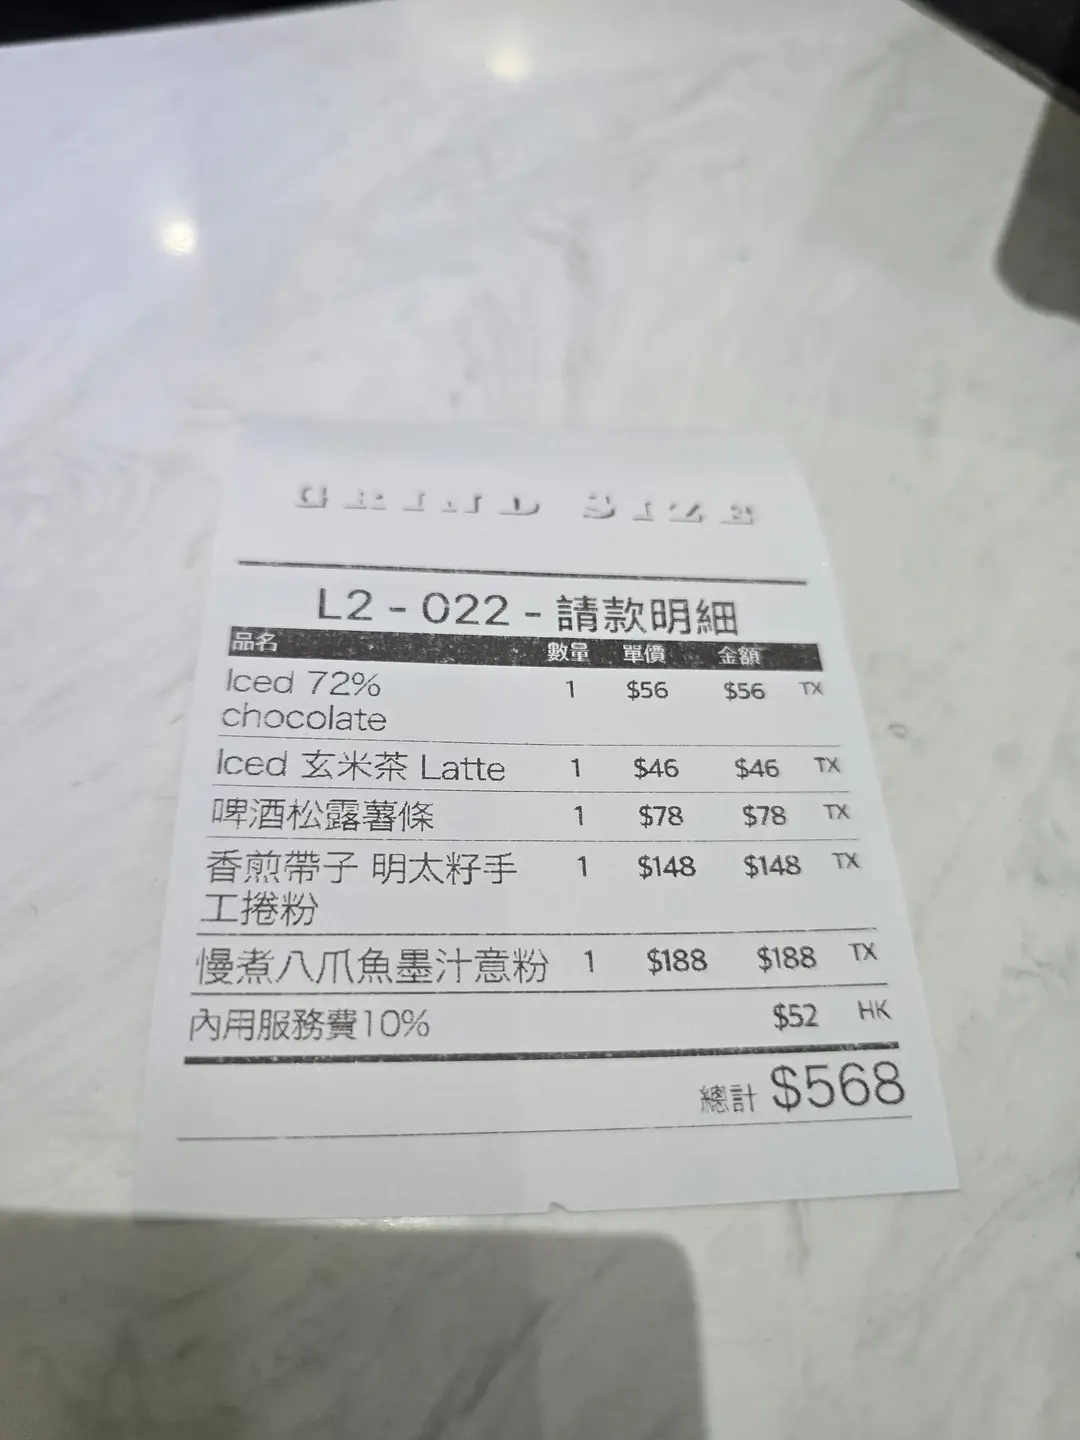 GRIND SIZE
L2 - 022 - 請款明細
品名 數量 單價 金額
Iced 72% 1 $56 $56 TX
chocolate
Iced 玄米茶 Latte 1 $46 $46 TX
啤酒松露薯條 1 $78 $78 TX
香煎帶子 明太籽手 1 $148 $148 TX
工捲粉
慢煮八爪魚墨汁意粉 1 $188 $188 TX
內用服務費10% $52 HK
總計 $568